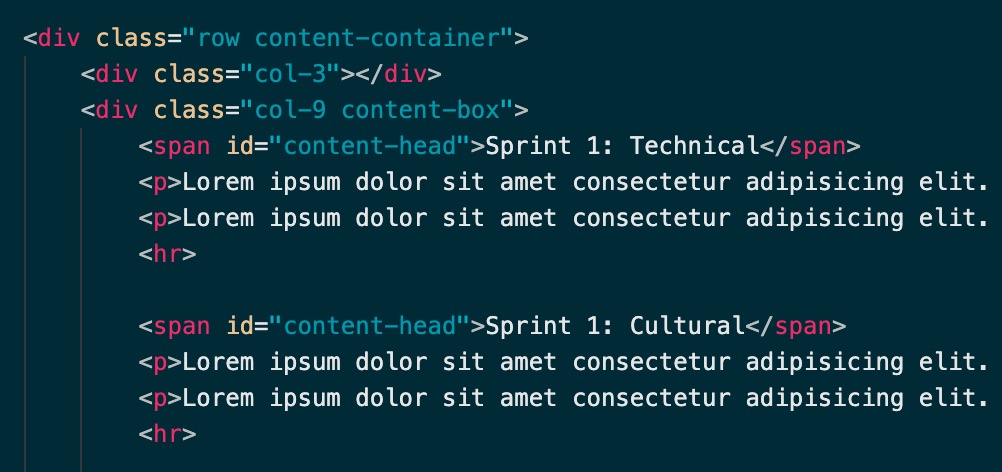 <div class="row content-container">
<div class="col-3"></div>
<div class="col-9 content-box">
<span id="content-head">Sprint 1: Technical</span>
<p>Lorem ipsum dolor sit amet consectetur adipisicing elit.
<p>Lorem ipsum dolor sit amet consectetur adipisicing elit.
<hr>
<span id="content-head">Sprint 1: Cultural</span>
<p>Lorem ipsum dolor sit amet consectetur adipisicing elit.
<p>Lorem ipsum dolor sit amet consectetur adipisicing elit.
<hr>